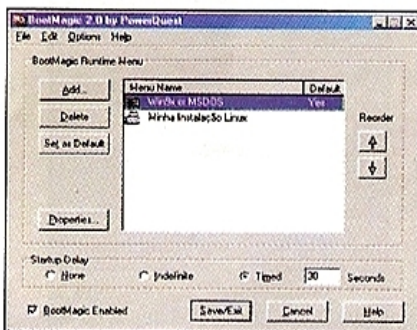 BootMagic 2.0 by PowerQuest
File Edit Options Help
BootMagic Runtime Menu
Add...
Delete
Set as Default
Properties...
Menu Name Default
Win9x or MSDOS Yes
Minha Instalação Linux
Reorder
Startup Delay
None Indefinite Timed 30 Seconds
BootMagic Enabled
Save/Exit Cancel Help